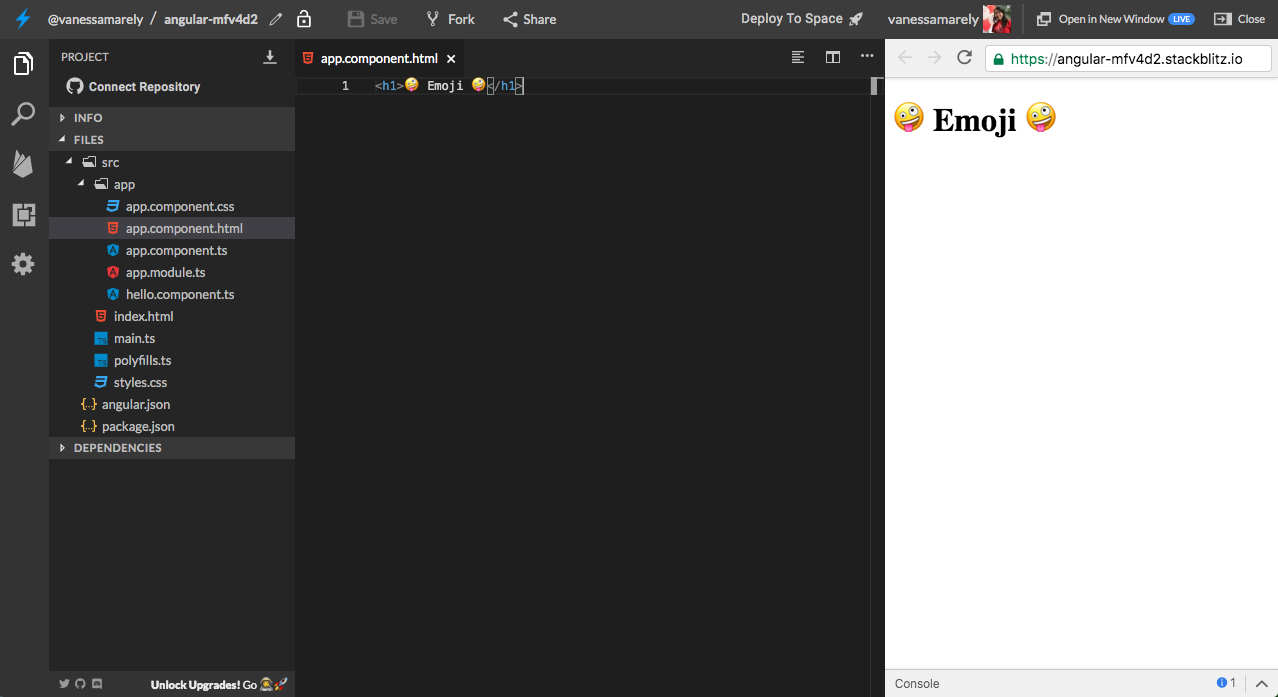 @vanessamarely / angular-mfv4d2 Save Fork Share Deploy To Space 🚀 vanessamarely Open in New Window LIVE Close
PROJECT
Connect Repository
INFO
FILES
src
app
app.component.css
app.component.html
app.component.ts
app.module.ts
hello.component.ts
index.html
main.ts
polyfills.ts
styles.css
angular.json
package.json
DEPENDENCIES
Unlock Upgrades! Go 👩‍🚀🚀
app.component.html
1 <h1>🤪 Emoji 🤪</h1>
https://angular-mfv4d2.stackblitz.io
🤪 Emoji 🤪
Console 1